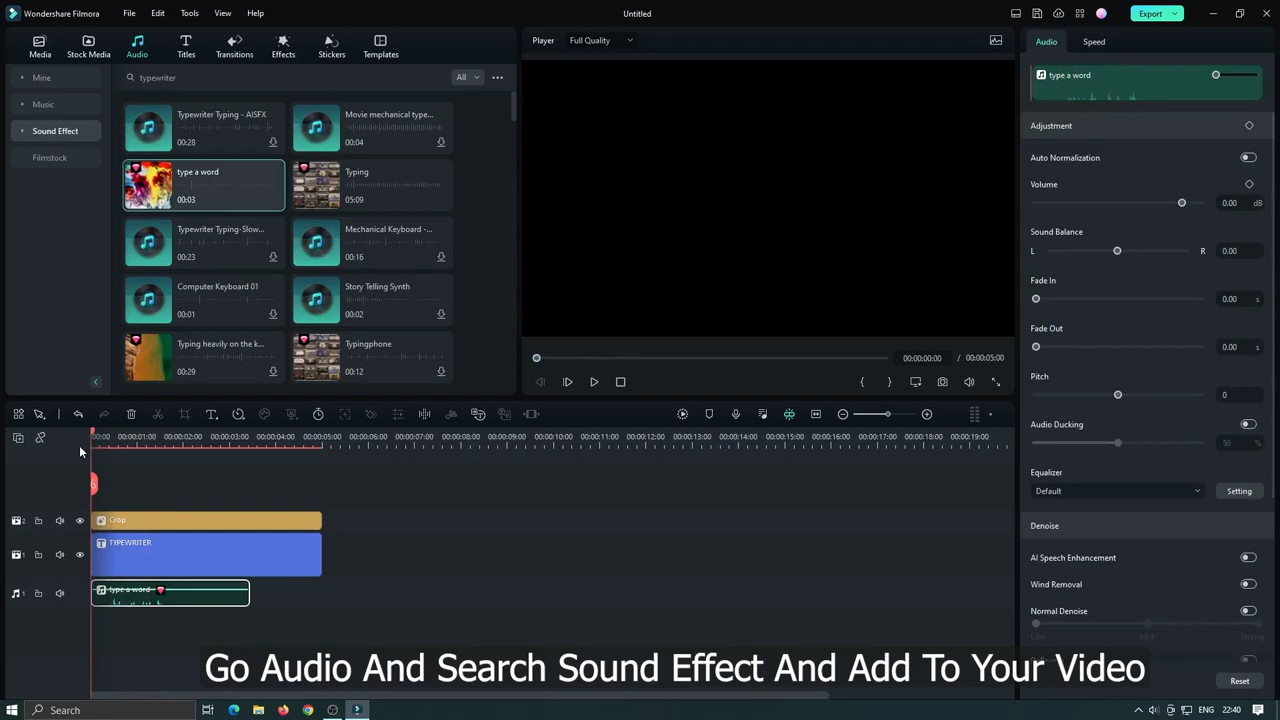 Wondershare Filmora File Edit Tools View Help Untitled Export
Media Stock Media Audio Titles Transitions Effects Stickers Templates
Player Full Quality
Audio Speed
Mine
Music
Sound Effect
Filmstock
typewriter All
Typewriter Typing - AISFX
00:28
Movie mechanical type...
00:04
type a word
00:03
Typing
05:09
Typewriter Typing-Slow...
00:23
Mechanical Keyboard -...
00:16
Computer Keyboard 01
00:01
Story Telling Synth
00:02
Typing heavily on the k...
00:29
Typingphone
00:12
00:00:00:00 / 00:00:05:00
type a word
Adjustment
Auto Normalization
Volume
0.00 dB
Sound Balance
L R 0.00
Fade In
0.00 s
Fade Out
0.00 s
Pitch
0
Audio Ducking
50 %
Equalizer
Default Setting
Denoise
AI Speech Enhancement
Wind Removal
Normal Denoise
Low Mid Strong
Reset
00:00 00:00:01:00 00:00:02:00 00:00:03:00 00:00:04:00 00:00:05:00 00:00:06:00 00:00:07:00 00:00:08:00 00:00:09:00 00:00:10:00 00:00:11:00 00:00:12:00 00:00:13:00 00:00:14:00 00:00:15:00 00:00:16:00 00:00:17:00 00:00:18:00 00:00:19:00
2 Crop
1 TYPEWRITER
1 type a word
Go Audio And Search Sound Effect And Add To Your Video
Search ENG 22:40